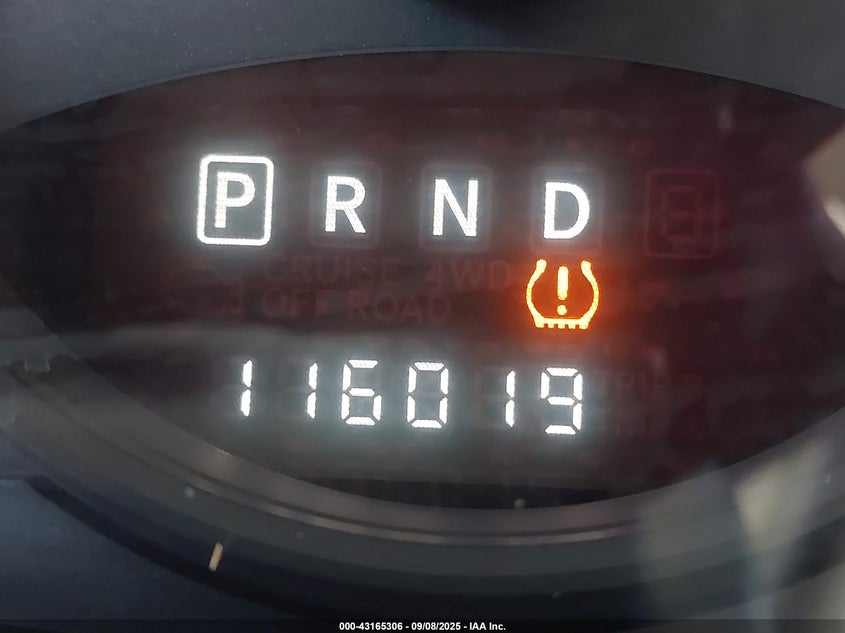 P R N D
CRUISE 4WD
OFF ROAD
!
116019
000-43165306 - 09/08/2025 - IAA Inc.